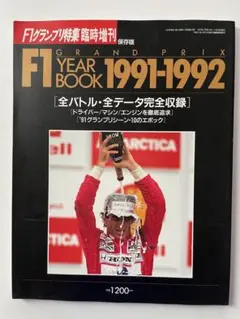 F1グランプリ特集 臨時増刊 保存版
GRAND PRIX
F1 YEAR BOOK 1991-1992
[全バトル・全データ完全収録]
[ドライバー/マシン/エンジンを徹底追求]
['91グランプリシーン・10のエポック]
ANTARCTICA
HONDA
1200